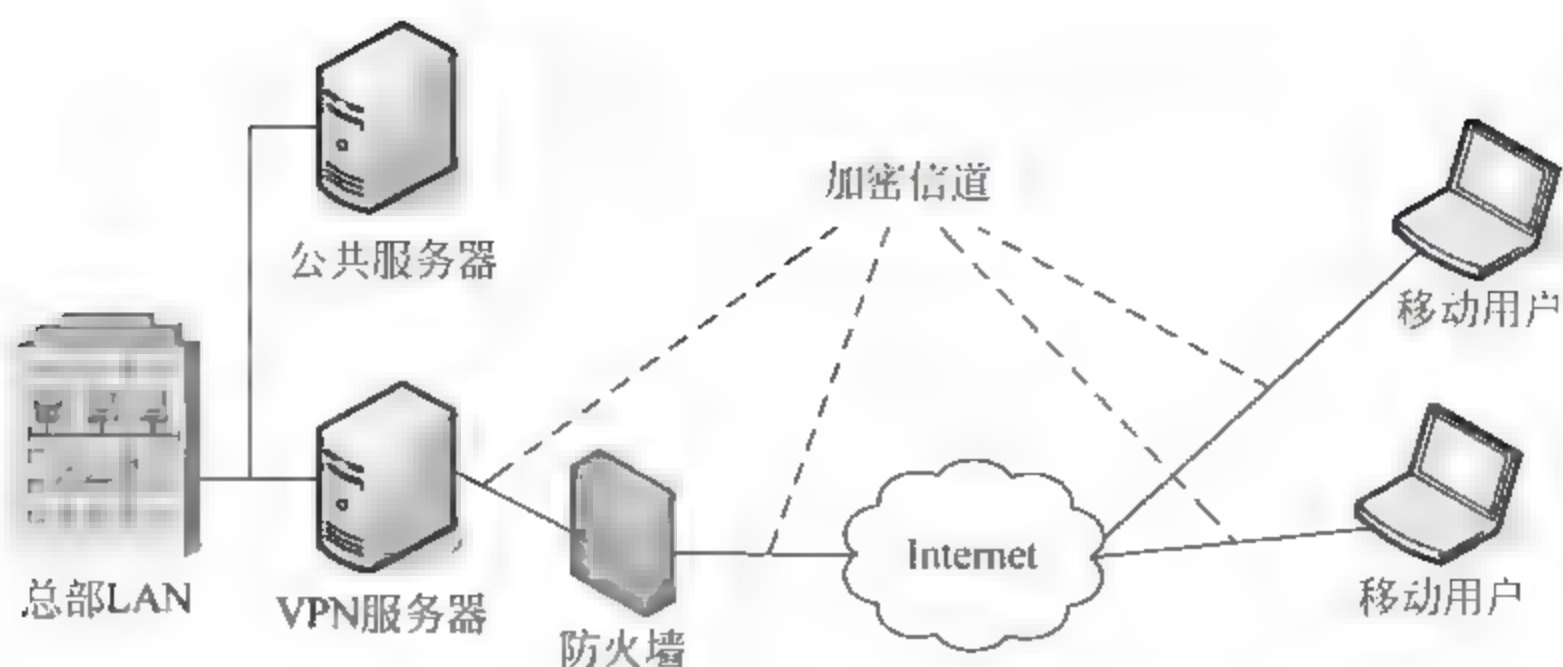 公共服务器
加密信道
移动用户
总部LAN
VPN服务器
防火墙
Internet
移动用户